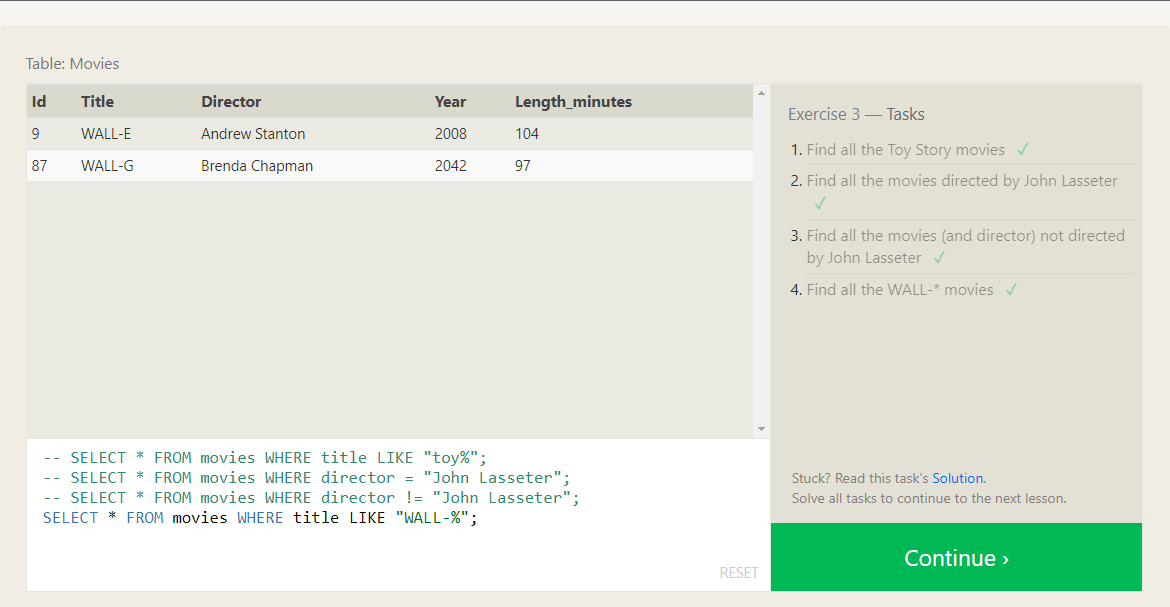 Table: Movies
Id Title Director Year Length_minutes
9 WALL-E Andrew Stanton 2008 104
87 WALL-G Brenda Chapman 2042 97
-- SELECT * FROM movies WHERE title LIKE "toy%";
-- SELECT * FROM movies WHERE director = "John Lasseter";
-- SELECT * FROM movies WHERE director != "John Lasseter";
SELECT * FROM movies WHERE title LIKE "WALL-%";
RESET
Exercise 3 — Tasks
1. Find all the Toy Story movies ✓
2. Find all the movies directed by John Lasseter
✓
3. Find all the movies (and director) not directed
by John Lasseter ✓
4. Find all the WALL-* movies ✓
Stuck? Read this task's Solution.
Solve all tasks to continue to the next lesson.
Continue ›